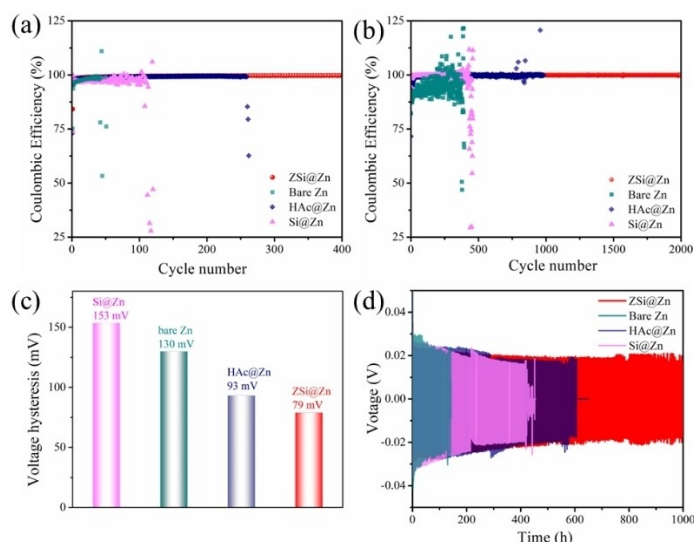 (a)
125
100
75
50
25
Coulombic Efficiency (%)
ZSi@Zn
Bare Zn
HAc@Zn
Si@Zn
0 100 200 300 400
Cycle number
(b)
125
100
75
50
25
Coulombic Efficiency (%)
ZSi@Zn
Bare Zn
HAc@Zn
Si@Zn
0 500 1000 1500 2000
Cycle number
(c)
150
100
50
0
Voltage hysteresis (mV)
Si@Zn
153 mV
bare Zn
130 mV
HAc@Zn
93 mV
ZSi@Zn
79 mV
(d)
0.04
0.02
0.00
-0.02
-0.04
Votage (V)
ZSi@Zn
Bare Zn
HAc@Zn
Si@Zn
0 200 400 600 800 1000
Time (h)